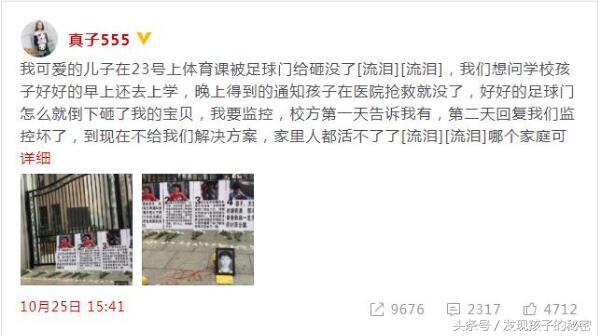 真子555
我可爱的儿子在23号上体育课被足球门给砸没了[流泪][流泪]，我们想问学校孩
子好好的早上还去上学，晚上得到的通知孩子在医院抢救就没了，好好的足球门
怎么就倒下砸了我的宝贝，我要监控，校方第一天告诉我有，第二天回复我们监
控坏了，到现在不给我们解决方案，家里人都活不了了[流泪][流泪]哪个家庭可
详细
10月25日 15:41
9676
2317
4712
头条号／发现孩子的秘密